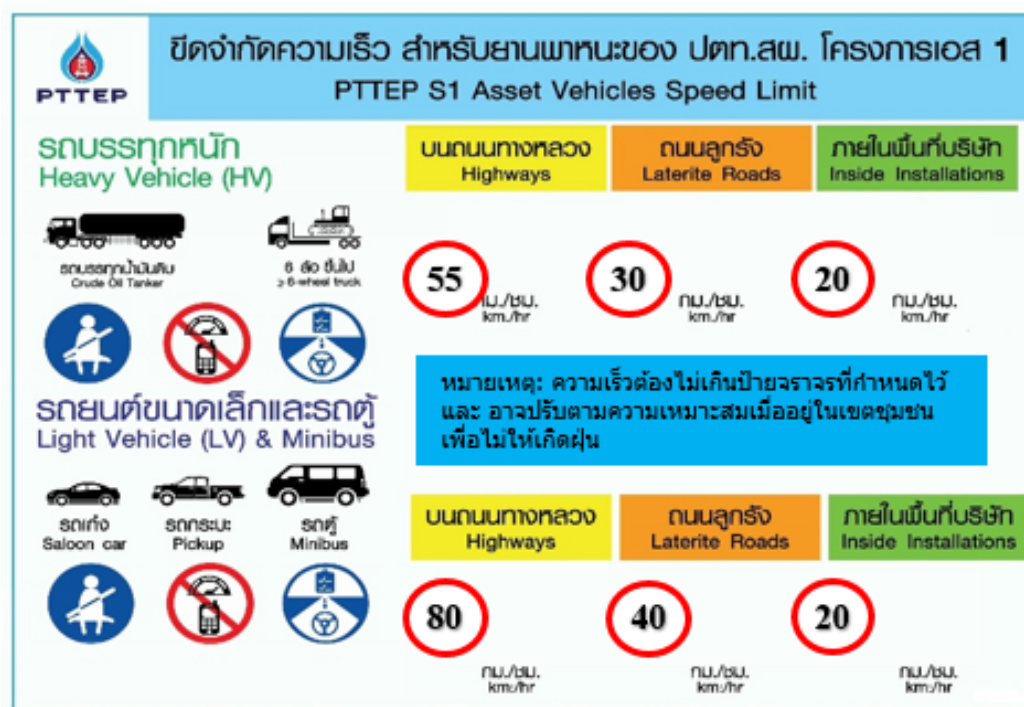 PTTEP
ขีดจำกัดความเร็ว สำหรับยานพาหนะของ ปตท.สผ. โครงการเอส 1
PTTEP S1 Asset Vehicles Speed Limit
รถบรรทุกหนัก
Heavy Vehicle (HV)
บนถนนทางหลวง
Highways
ถนนลูกรัง
Laterite Roads
ภายในพื้นที่บริษัท
Inside Installations
รถบรรทุกน้ำมันดิบ
Crude Oil Tanker
6 ล้อ ขึ้นไป
≥ 6-wheel truck
55
กม./ชม.
km./hr
30
กม./ชม.
km./hr
20
กม./ชม.
km./hr
หมายเหตุ: ความเร็วต้องไม่เกินป้ายจราจรที่กำหนดไว้
และ อาจปรับตามความเหมาะสมเมื่ออยู่ในเขตชุมชน
เพื่อไม่ให้เกิดฝุ่น
รถยนต์ขนาดเล็กและรถตู้
Light Vehicle (LV) & Minibus
รถเก๋ง
Saloon car
รถกระบะ
Pickup
รถตู้
Minibus
บนถนนทางหลวง
Highways
ถนนลูกรัง
Laterite Roads
ภายในพื้นที่บริษัท
Inside Installations
80
กม./ชม.
km./hr
40
กม./ชม.
km./hr
20
กม./ชม.
km./hr